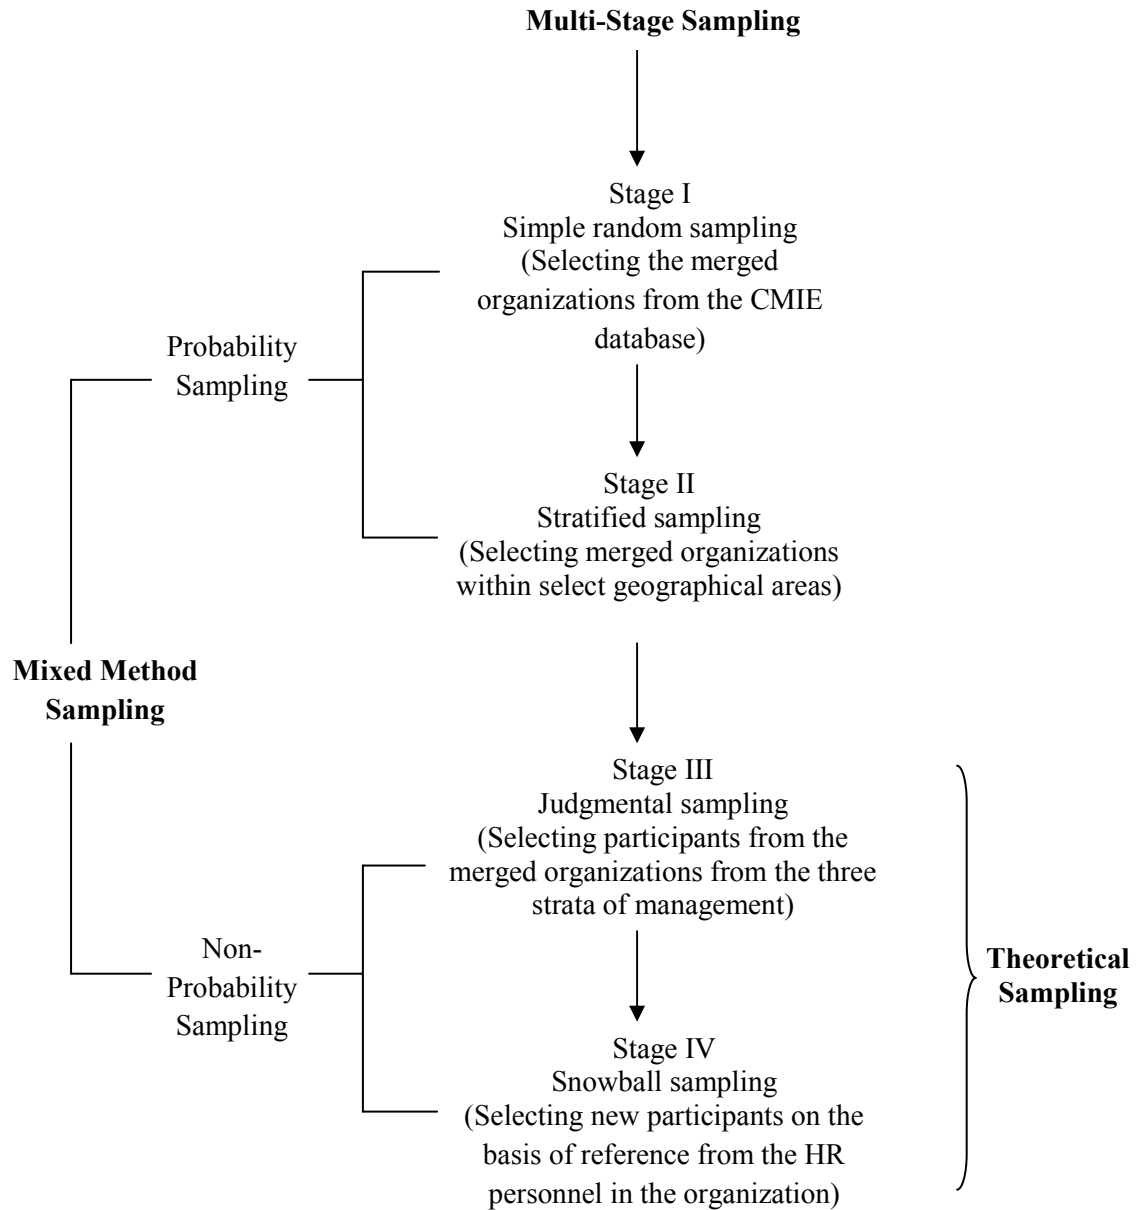 Multi-Stage Sampling
Stage I
Simple random sampling
(Selecting the merged
organizations from the CMIE
database)
Probability
Sampling
Stage II
Stratified sampling
(Selecting merged organizations
within select geographical areas)
Mixed Method
Sampling
Stage III
Judgmental sampling
(Selecting participants from the
merged organizations from the three
strata of management)
Non-
Probability
Sampling
Theoretical
Sampling
Stage IV
Snowball sampling
(Selecting new participants on the
basis of reference from the HR
personnel in the organization)